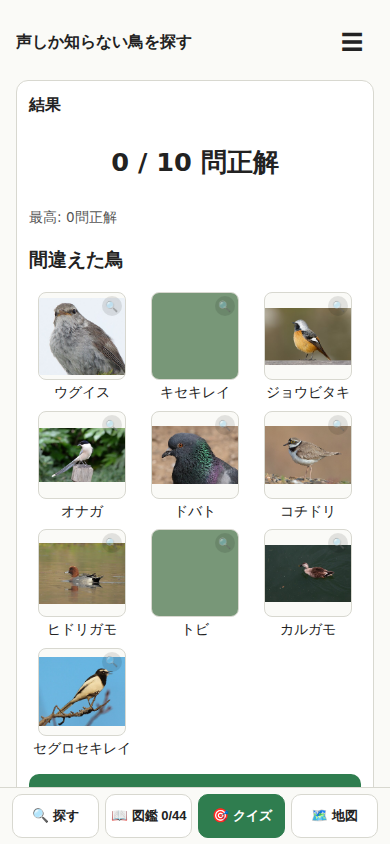 声しか知らない鳥を探す
結果
0 / 10 問正解
最高: 0問正解
間違えた鳥
ウグイス
キセキレイ
ジョウビタキ
オナガ
ドバト
コチドリ
ヒドリガモ
トビ
カルガモ
セグロセキレイ
探す
図鑑 0/44
クイズ
地図